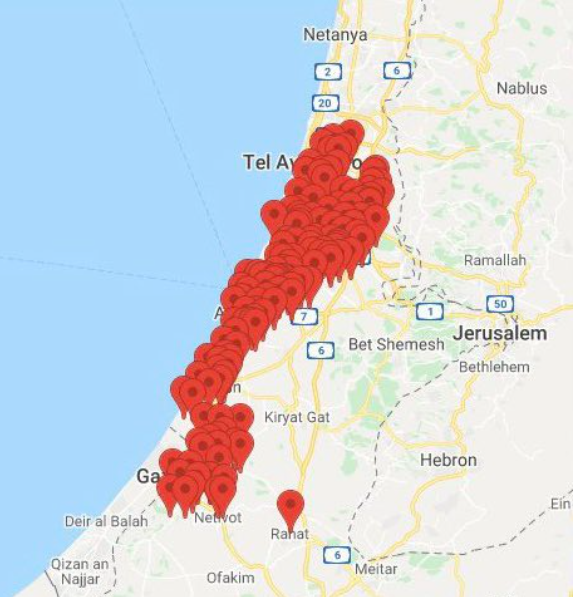 Netanya
2
6
20
Nablus
Tel Av
Ramallah
50
7
1
Jerusalem
6
Bet Shemesh
Bethlehem
Kiryat Gat
Hebron
Ga
Deir al Balah
Netivot
Rahat
Ein
Qizan an
Najjar
Ofakim
6
Meitar